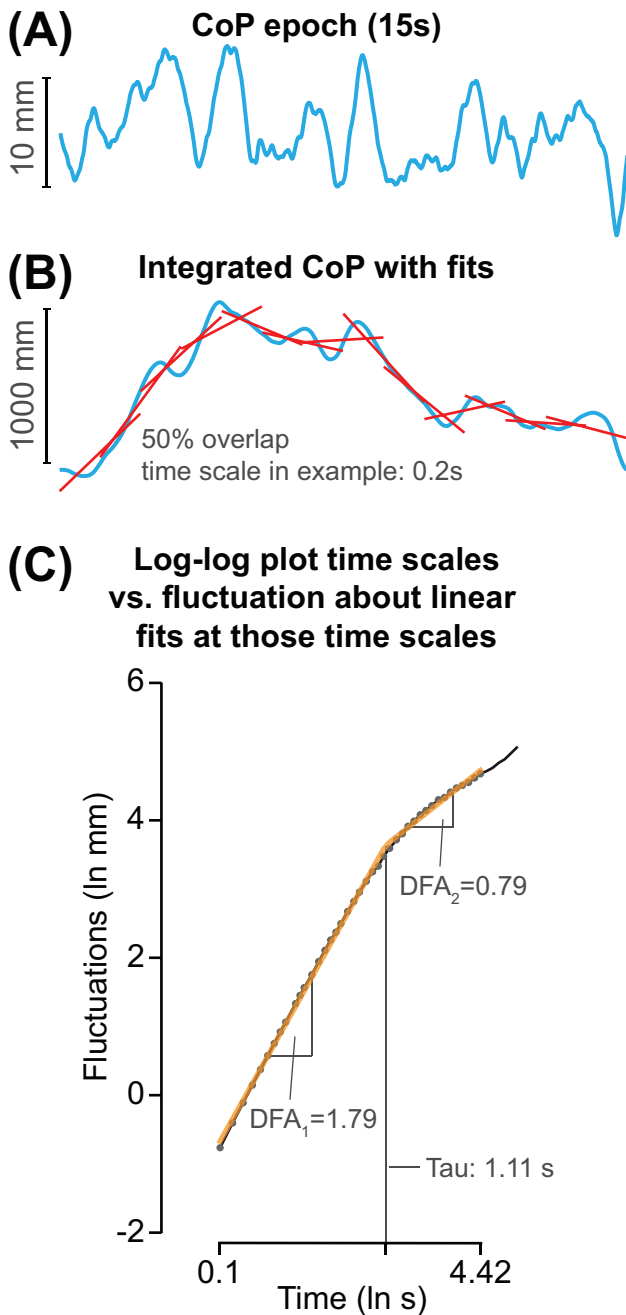 (A)
CoP epoch (15s)
10 mm
(B)
Integrated CoP with fits
1000 mm
50% overlap
time scale in example: 0.2s
(C)
Log-log plot time scales
vs. fluctuation about linear
fits at those time scales
6
4
2
0
-2
Fluctuations (ln mm)
DFA₂=0.79
DFA₁=1.79
Tau: 1.11 s
0.1
4.42
Time (ln s)